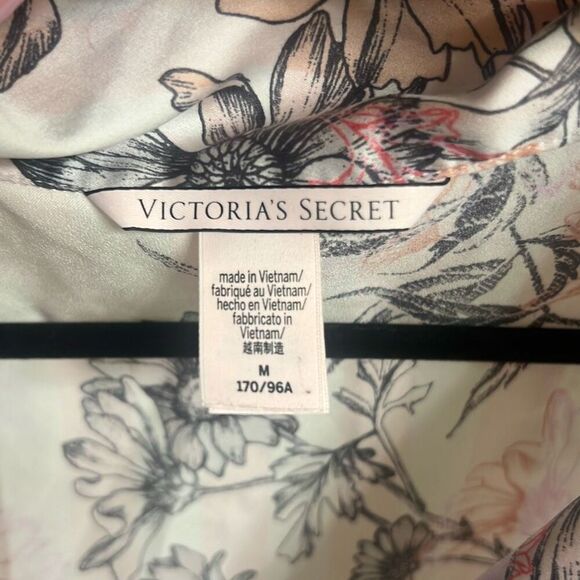 VICTORIA'S SECRET
made in Vietnam/
fabriqué au Vietnam/
hecho en Vietnam/
fabbricato in
Vietnam/
越南制造
M
170/96A